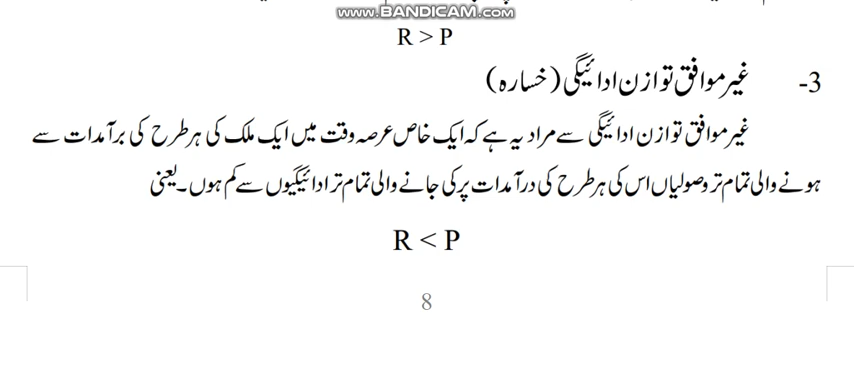 www.BANDICAM.com
R > P
3- غیر موافق توازن ادائیگی (خسارہ)
غیر موافق توازن ادائیگی سے مراد یہ ہے کہ ایک خاص عرصہ وقت میں ایک ملک کی ہر طرح کی برآمدات سے
ہونے والی تمام تر وصولیاں اس کی ہر طرح کی درآمدات پر کی جانے والی تمام تر ادائیگیوں سے کم ہوں۔ یعنی
R < P
8